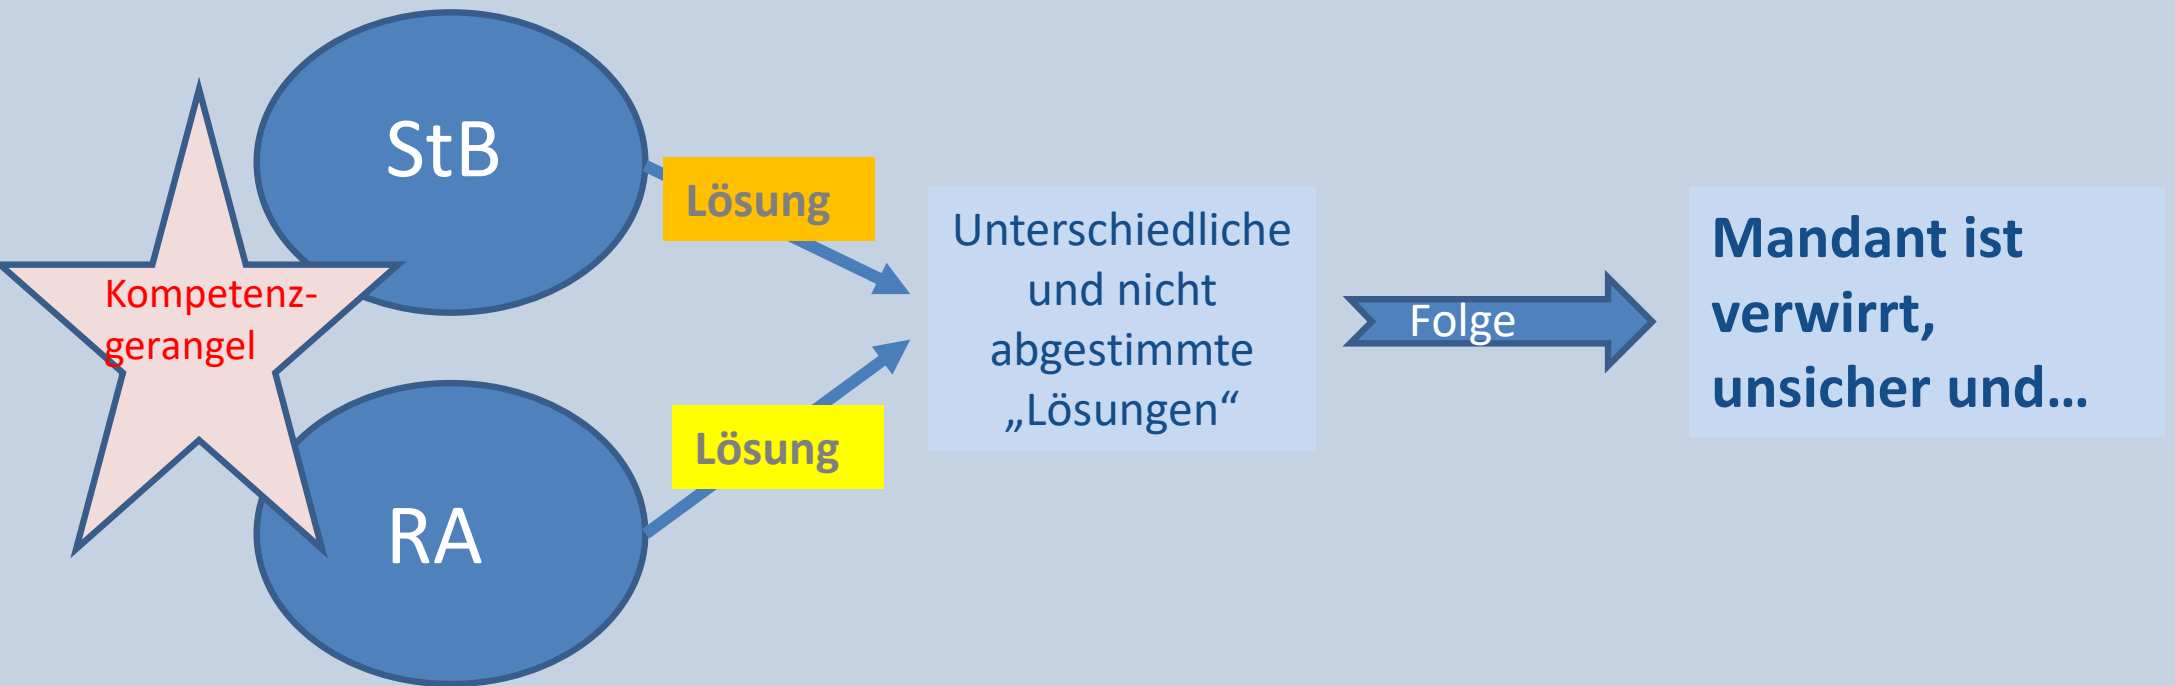 StB
Kompetenz-
gerangel
RA
Lösung
Lösung
Unterschiedliche
und nicht
abgestimmte
„Lösungen“
Folge
Mandant ist
verwirrt,
unsicher und…